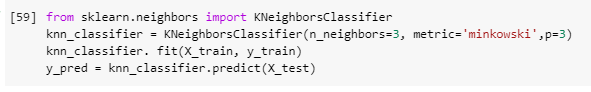 [59] from sklearn.neighbors import KNeighborsClassifier
knn_classifier = KNeighborsClassifier(n_neighbors=3, metric='minkowski',p=3)
knn_classifier. fit(X_train, y_train)
y_pred = knn_classifier.predict(X_test)